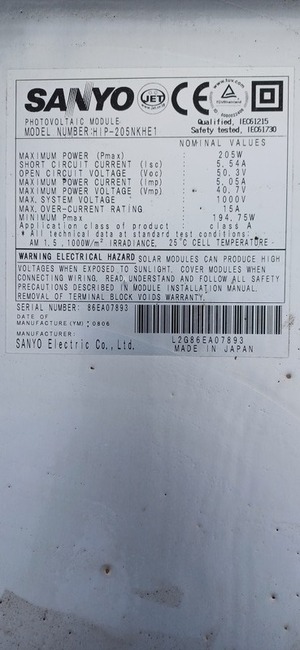 SANYO JET CE
PHOTOVOLTAIC MODULE
MODEL NUMBER:HIP-205NKHE1
Qualified, IEC61215
Safety tested, IEC61730
NOMINAL VALUES
MAXIMUM POWER (Pmax) : 205W
SHORT CIRCUIT CURRENT (Isc) : 5.54A
OPEN CIRCUIT VOLTAGE (Voc) : 50.3V
MAXIMUM POWER CURRENT (Imp) : 5.05A
MAXIMUM POWER VOLTAGE (Vmp) : 40.7V
MAX. SYSTEM VOLTAGE : 1000V
MAX. OVER-CURRENT RATING : 15A
MINIMUM Pmax : 194.75W
Application class of product : class A
* All technical data at standard test conditions:
AM 1.5, 1000W/m², IRRADIANCE, 25°C CELL TEMPERATURE
WARNING ELECTRICAL HAZARD SOLAR MODULES CAN PRODUCE HIGH
VOLTAGES WHEN EXPOSED TO SUNLIGHT. COVER MODULES WHEN
CONNECTING WIRING. READ, UNDERSTAND AND FOLLOW ALL SAFETY
PRECAUTIONS DESCRIBED IN MODULE INSTALLATION MANUAL.
REMOVAL OF TERMINAL BLOCK VOIDS WARRANTY.
SERIAL NUMBER: 86EA07893
DATE OF
MANUFACTURE(YM):0806
MANUFACTURER:
SANYO Electric Co., Ltd.
L2G86EA07893
MADE IN JAPAN